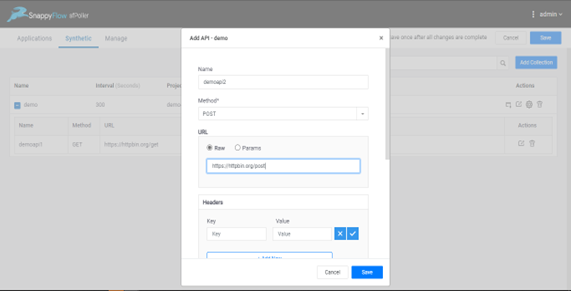 SnappyFlow sfPoller
admin
Applications Synthetic Manage
Save once after all changes are complete
Save
Add API - demo
×
Name
demoapi2
Method*
POST
URL
Raw Params
https://httpbin.org/post
Headers
Key Value
Key Value
+ Add New
Cancel Save
Add Collection
Name Interval (seconds) Project Actions
demo 300 demo
Name Method URL Actions
demoapi1 GET https://httpbin.org/get